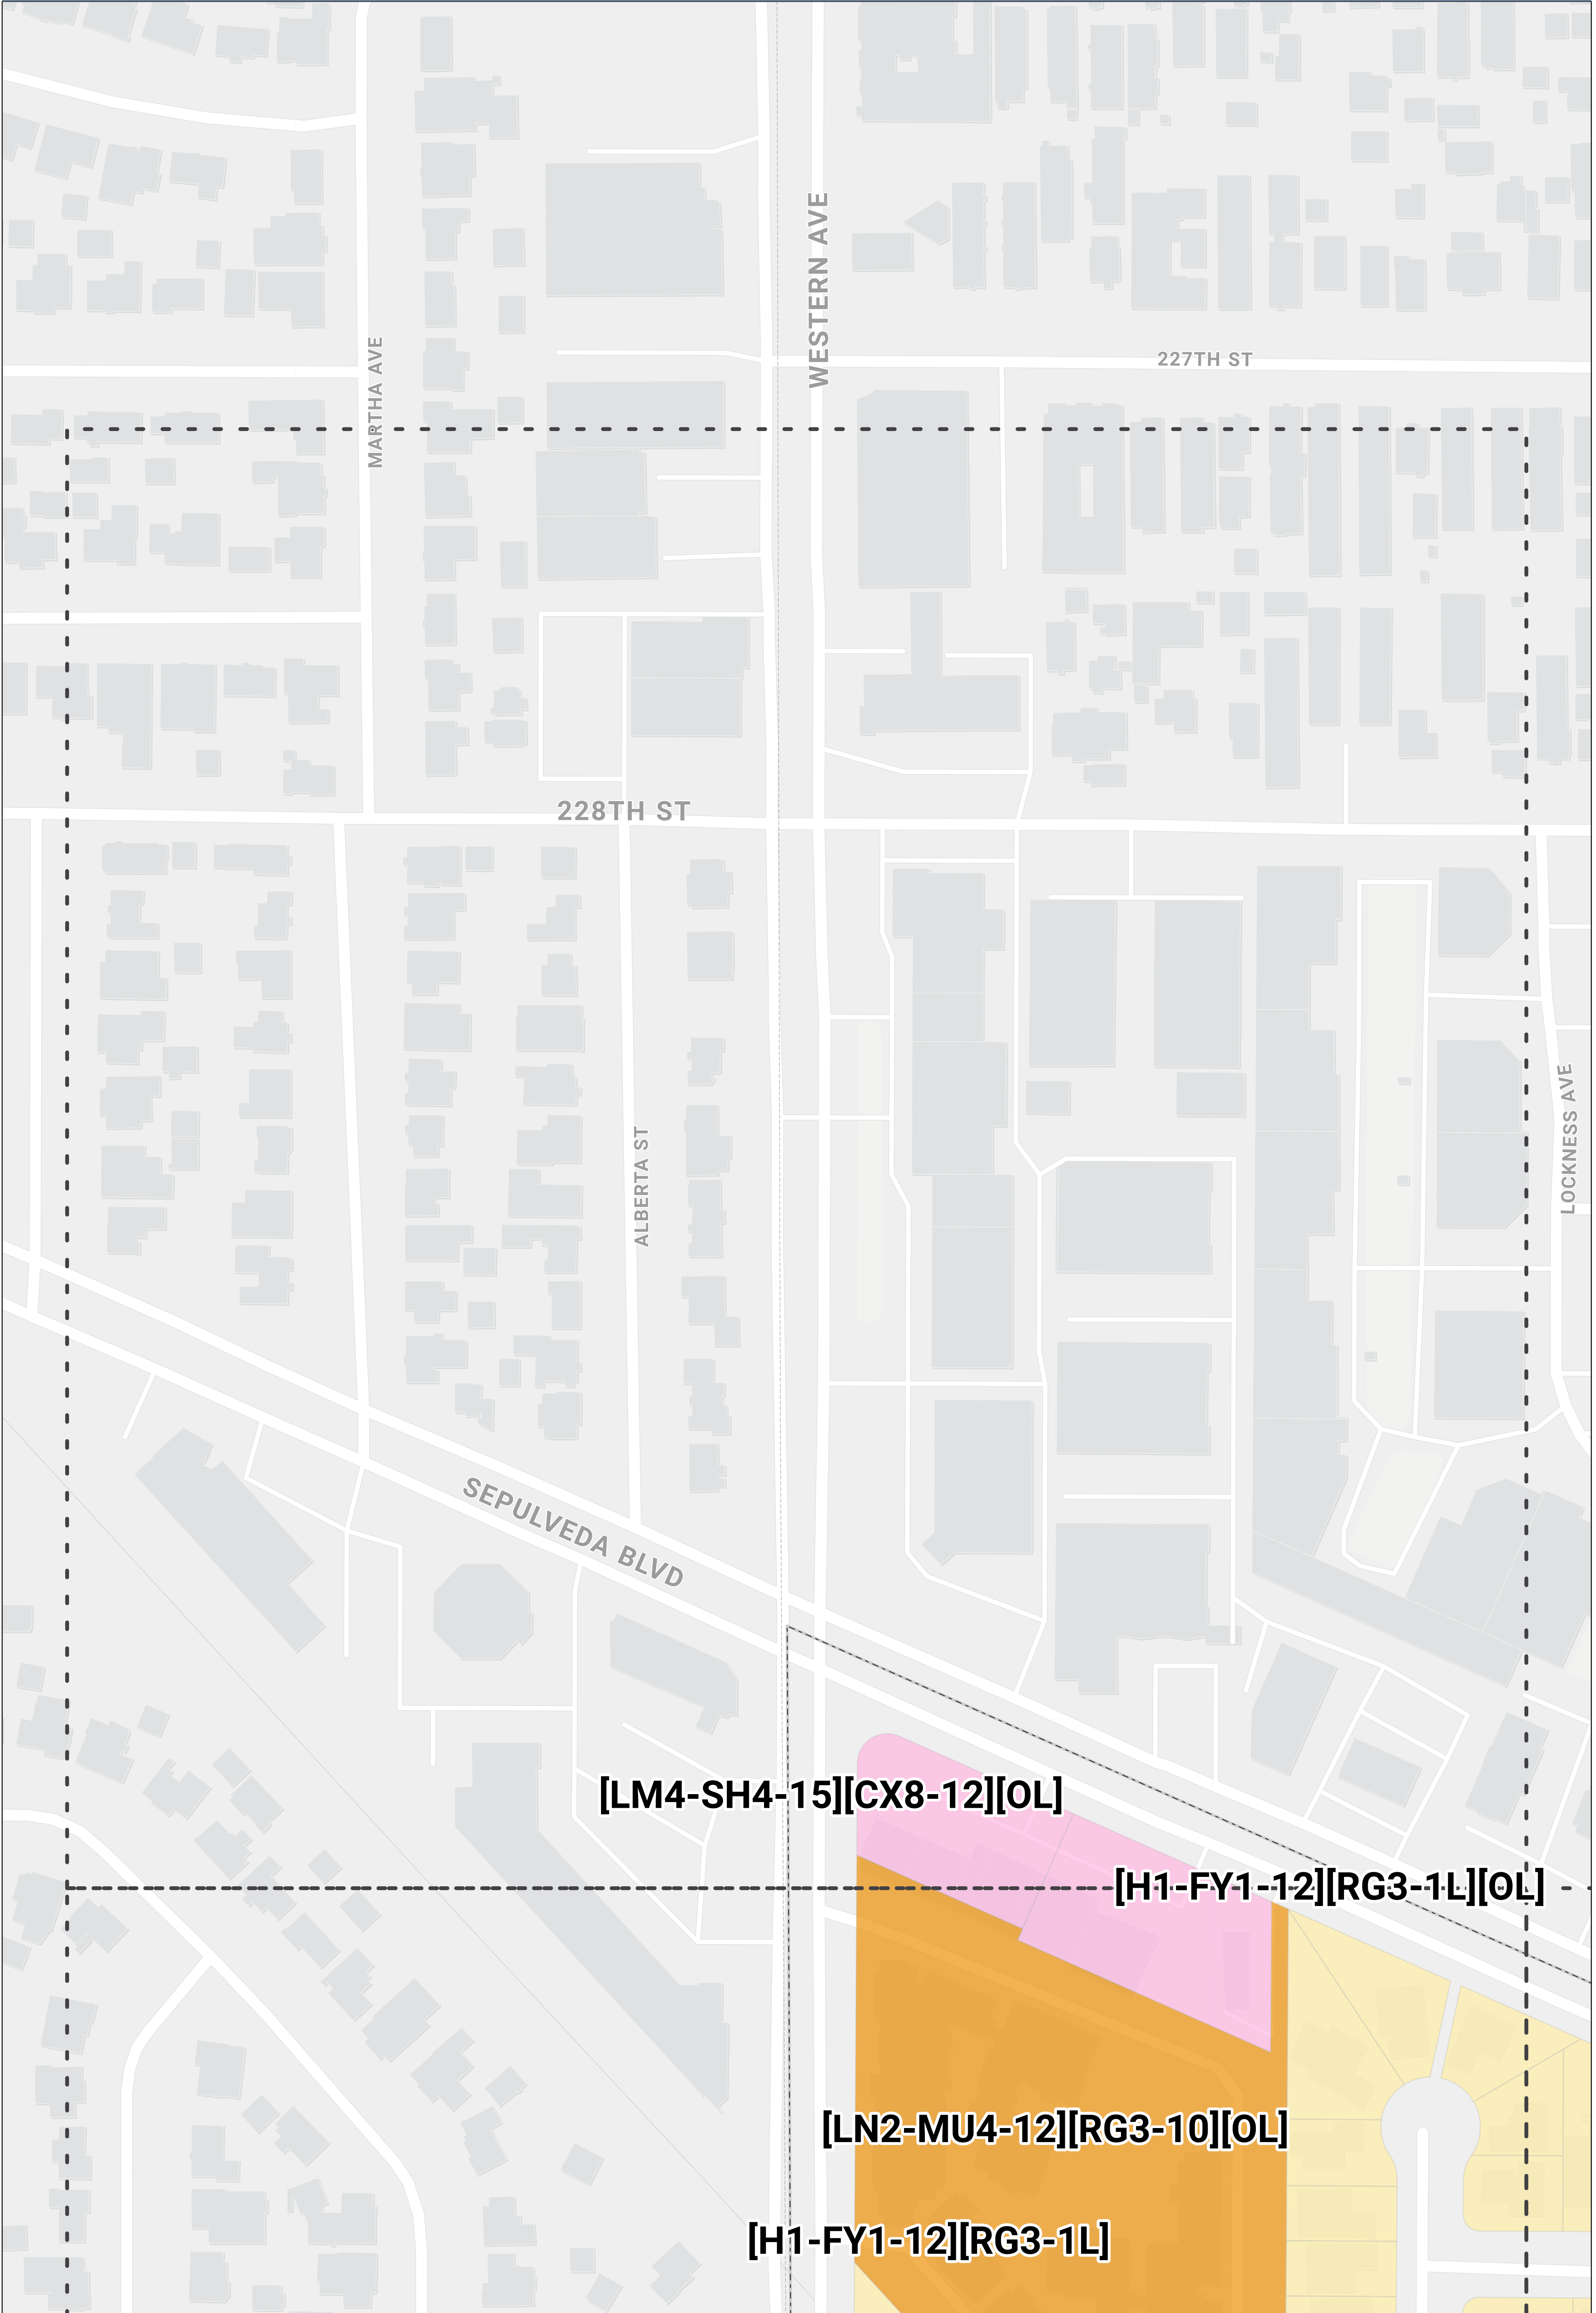 WESTERN AVE
227TH ST
MARTHA AVE
228TH ST
LOCKNESS AVE
ALBERTA ST
SEPULVEDA BLVD
[LM4-SH4-15][CX8-12][OL]
[H1-FY1-12][RG3-1L][OL]
[LN2-MU4-12][RG3-10][OL]
[H1-FY1-12][RG3-1L]